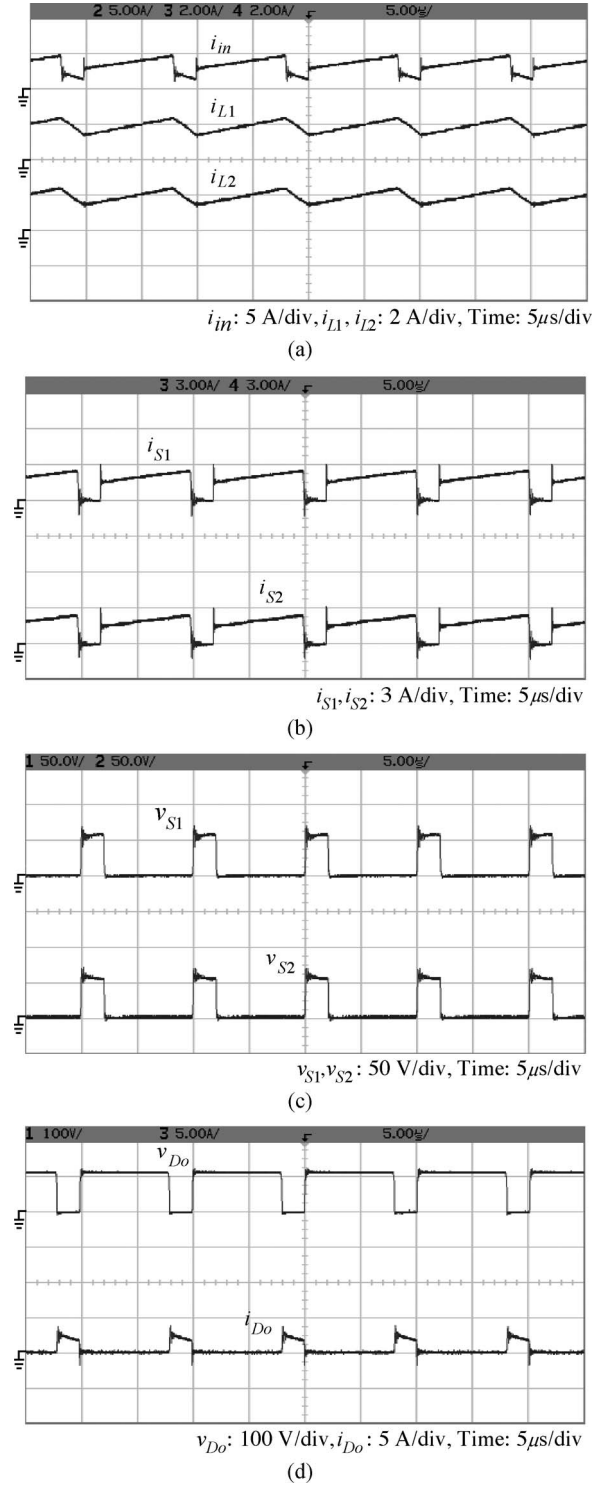 2 5.00A/ 3 2.00A/ 4 2.00A/ 5.00㎲/
i_in
i_L1
i_L2
i_in: 5 A/div, i_L1, i_L2: 2 A/div, Time: 5μs/div
(a)
3 3.00A/ 4 3.00A/ 5.00㎲/
i_S1
i_S2
i_S1, i_S2: 3 A/div, Time: 5μs/div
(b)
1 50.0V/ 2 50.0V/ 5.00㎲/
v_S1
v_S2
v_S1, v_S2: 50 V/div, Time: 5μs/div
(c)
1 100V/ 3 5.00A/ 5.00㎲/
v_Do
i_Do
v_Do: 100 V/div, i_Do: 5 A/div, Time: 5μs/div
(d)